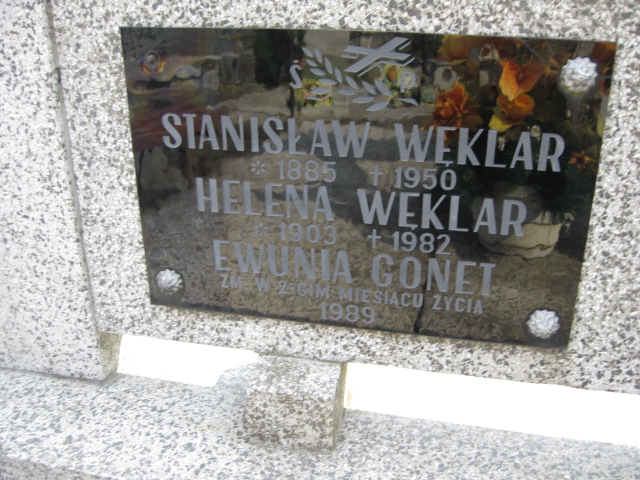 Ś P
STANISŁAW WĘKLAR
* 1885 † 1950
HELENA WĘKLAR
* 1903 † 1982
EWUNIA GONET
ZM. W 2-GIM MIESIĄCU ŻYCIA
1989